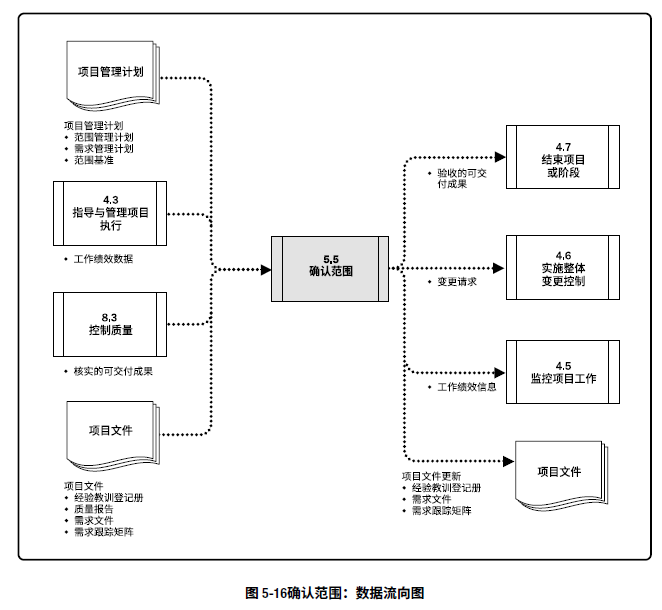 项目管理计划
项目管理计划
• 范围管理计划
• 需求管理计划
• 范围基准
4.3
指导与管理项目
执行
• 工作绩效数据
8.3
控制质量
• 核实的可交付成果
项目文件
项目文件
• 经验教训登记册
• 质量报告
• 需求文件
• 需求跟踪矩阵
5.5
确认范围
4.7
结束项目
或阶段
• 验收的可交
付成果
4.6
实施整体
变更控制
• 变更请求
4.5
监控项目工作
• 工作绩效信息
项目文件
项目文件更新
• 经验教训登记册
• 需求文件
• 需求跟踪矩阵
图 5-16确认范围：数据流向图